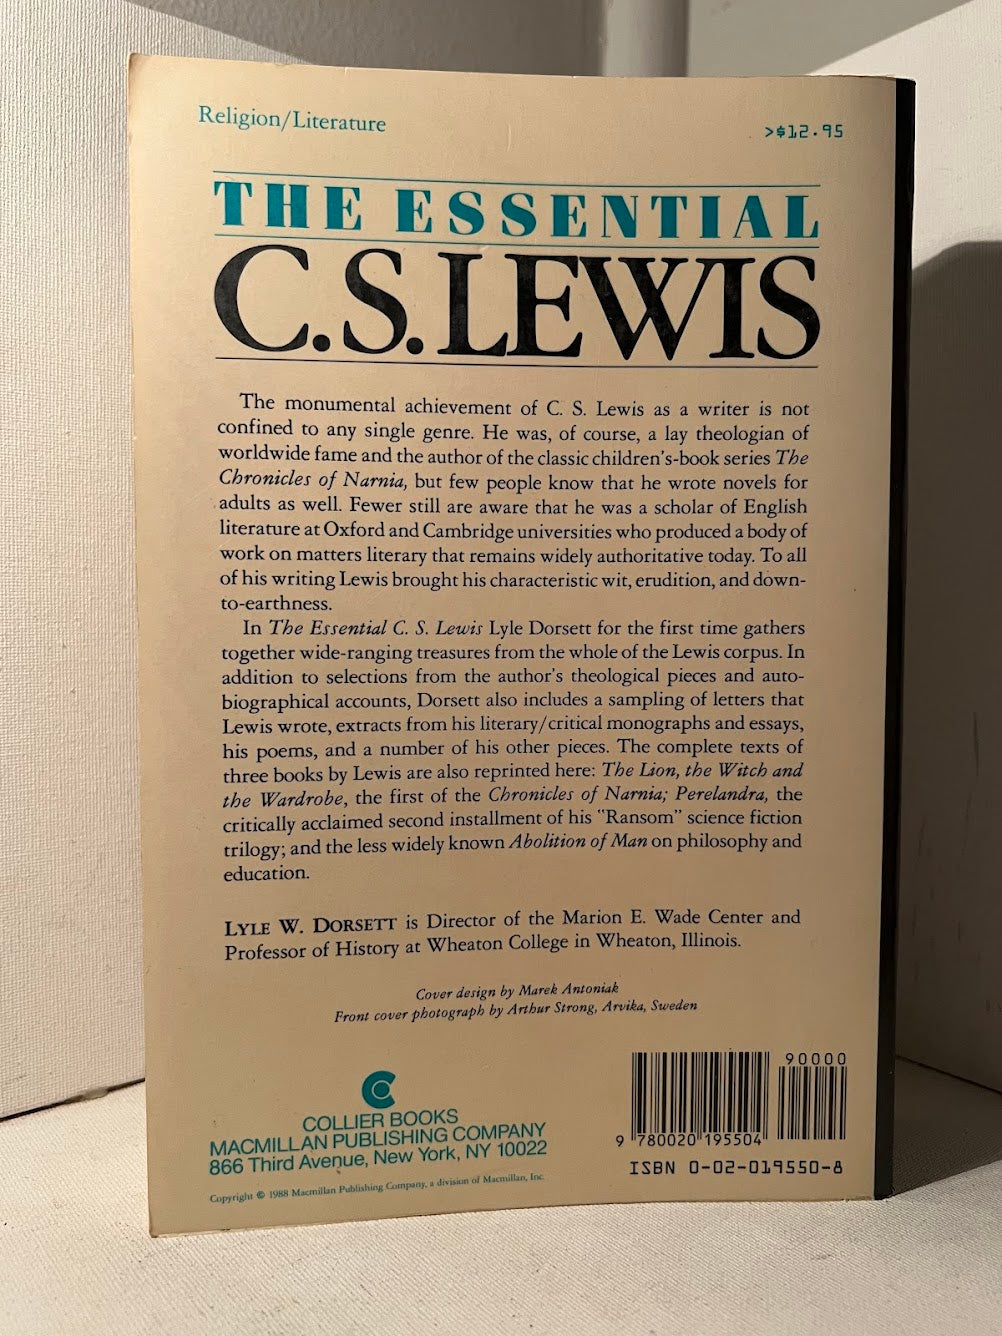 Religion/Literature
>$12.95
THE ESSENTIAL
C.S. LEWIS
The monumental achievement of C. S. Lewis as a writer is not
confined to any single genre. He was, of course, a lay theologian of
worldwide fame and the author of the classic children's-book series The
Chronicles of Narnia, but few people know that he wrote novels for
adults as well. Fewer still are aware that he was a scholar of English
literature at Oxford and Cambridge universities who produced a body of
work on matters literary that remains widely authoritative today. To all
of his writing Lewis brought his characteristic wit, erudition, and down-
to-earthness.
In The Essential C. S. Lewis Lyle Dorsett for the first time gathers
together wide-ranging treasures from the whole of the Lewis corpus. In
addition to selections from the author's theological pieces and auto-
biographical accounts, Dorsett also includes a sampling of letters that
Lewis wrote, extracts from his literary/critical monographs and essays,
his poems, and a number of his other pieces. The complete texts of
three books by Lewis are also reprinted here: The Lion, the Witch and
the Wardrobe, the first of the Chronicles of Narnia; Perelandra, the
critically acclaimed second installment of his "Ransom" science fiction
trilogy; and the less widely known Abolition of Man on philosophy and
education.
LYLE W. DORSETT is Director of the Marion E. Wade Center and
Professor of History at Wheaton College in Wheaton, Illinois.
Cover design by Marek Antoniak
Front cover photograph by Arthur Strong, Arvika, Sweden
COLLIER BOOKS
MACMILLAN PUBLISHING COMPANY
866 Third Avenue, New York, NY 10022
Copyright © 1988 Macmillan Publishing Company, a division of Macmillan, Inc.
90000
9 780020 195504
ISBN 0-02-019550-8